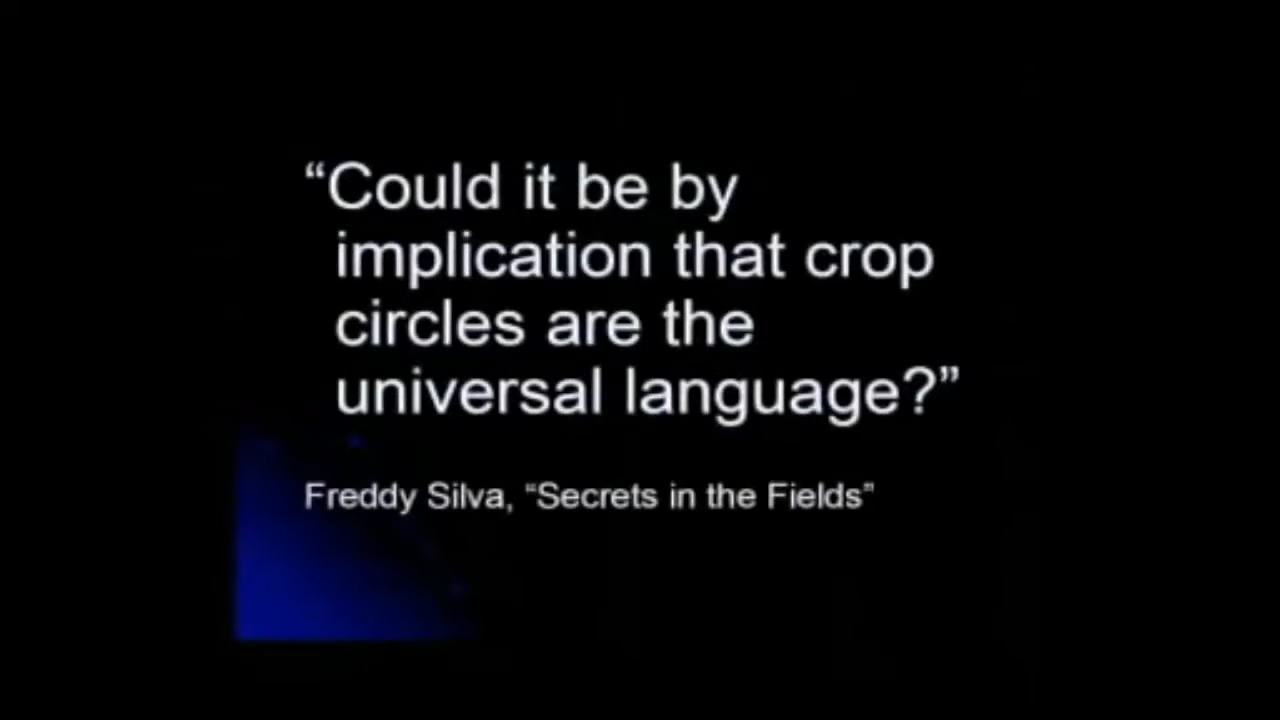 “Could it be by
implication that crop
circles are the
universal language?”
Freddy Silva, “Secrets in the Fields”